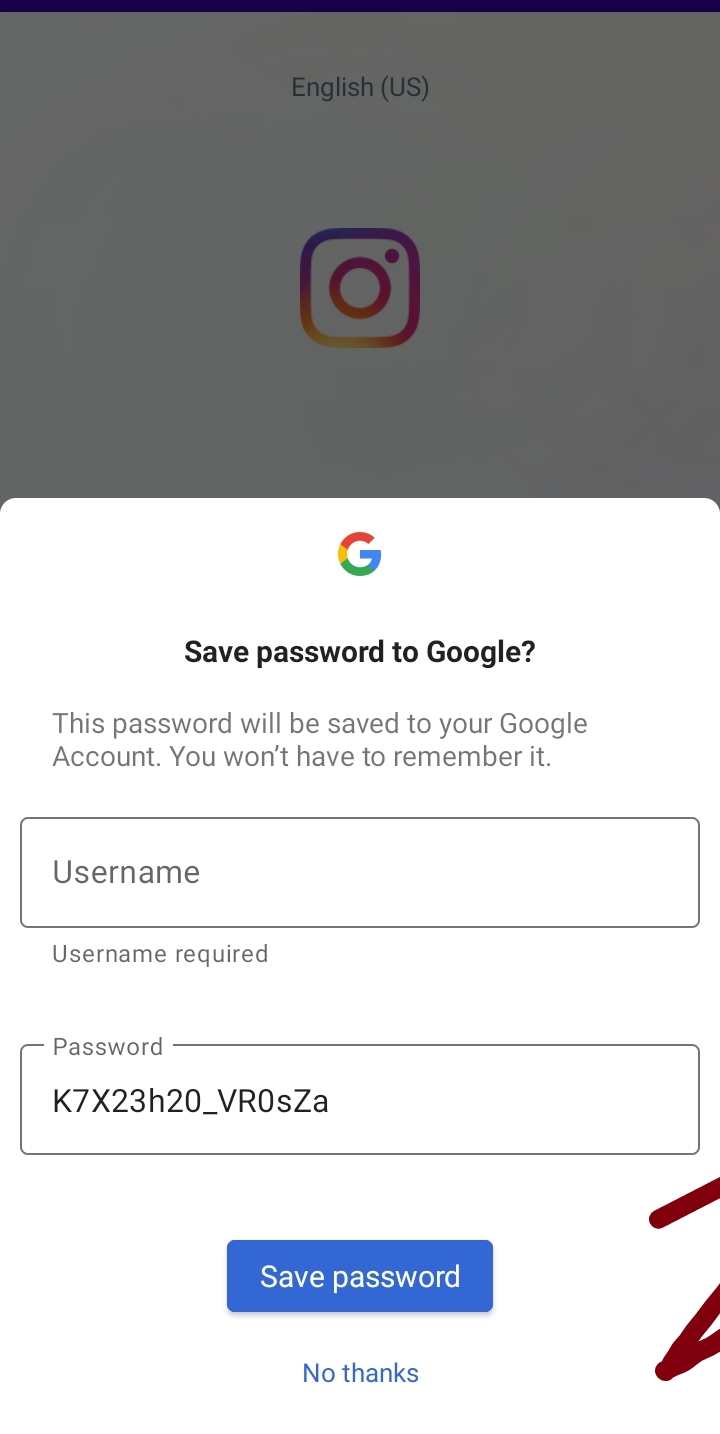 English (US)
Save password to Google?
This password will be saved to your Google
Account. You won’t have to remember it.
Username
Username required
Password
K7X23h20_VR0sZa
Save password
No thanks